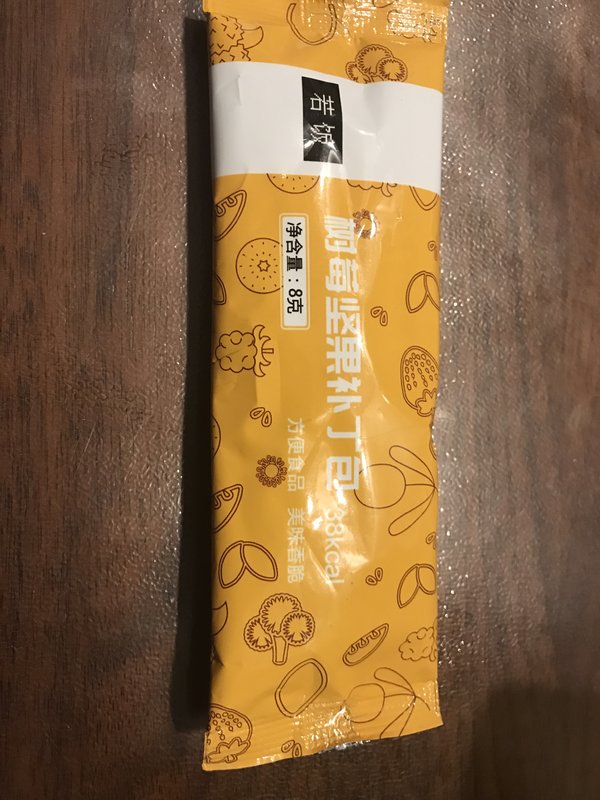 若饭
树莓坚果补丁包
38kcal
净含量：8克
方便食品 美味香脆